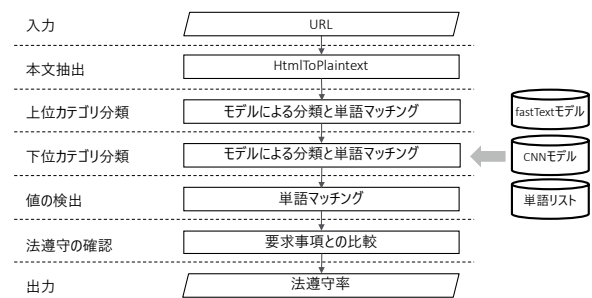 入力
URL
本文抽出
HtmlToPlaintext
上位カテゴリ分類
モデルによる分類と単語マッチング
fastTextモデル
下位カテゴリ分類
モデルによる分類と単語マッチング
CNNモデル
値の検出
単語マッチング
単語リスト
法遵守の確認
要求事項との比較
出力
法遵守率